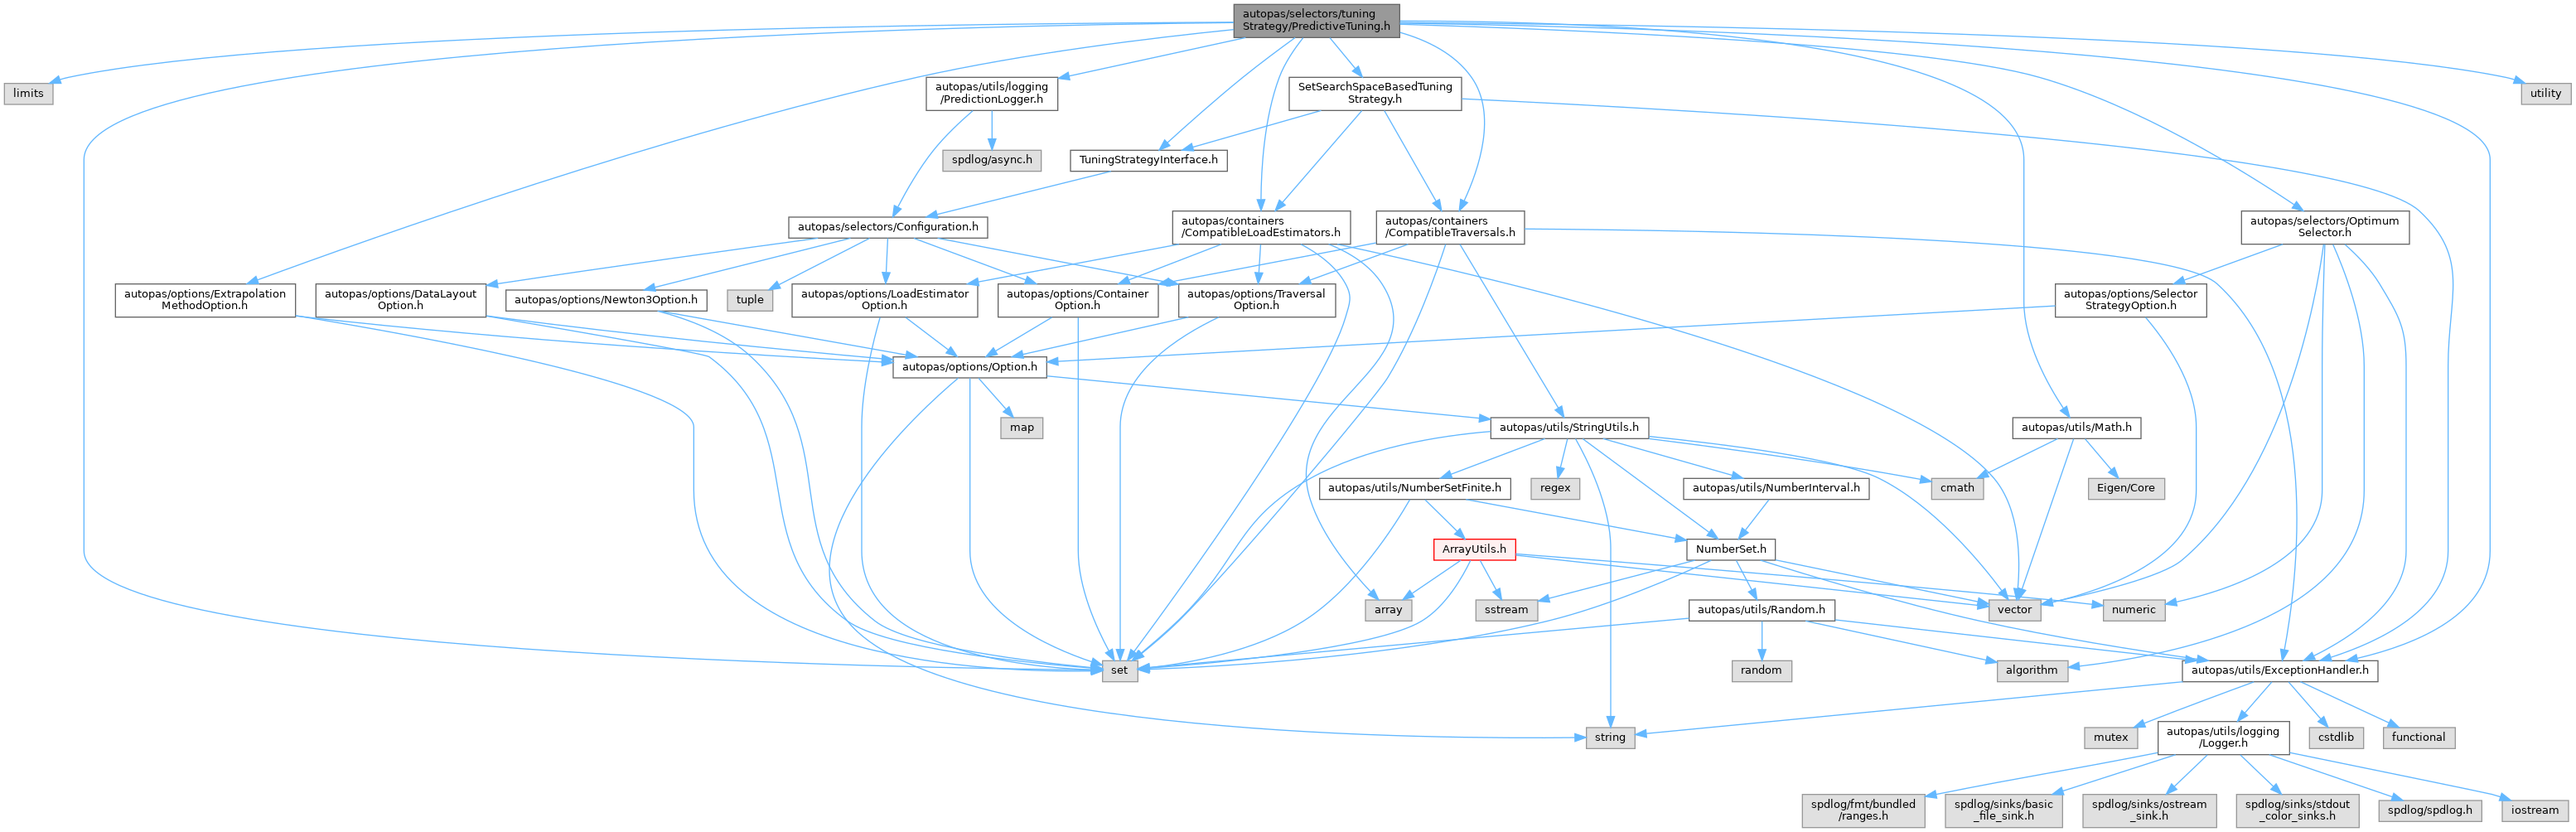 autopas/selectors/tuning
Strategy/PredictiveTuning.h
limits
autopas/utils/logging
/PredictionLogger.h
SetSearchSpaceBasedTuning
Strategy.h
utility
spdlog/async.h
TuningStrategyInterface.h
autopas/selectors/Configuration.h
autopas/containers
/CompatibleLoadEstimators.h
autopas/containers
/CompatibleTraversals.h
autopas/selectors/Optimum
Selector.h
autopas/options/Extrapolation
MethodOption.h
autopas/options/DataLayout
Option.h
autopas/options/Newton3Option.h
tuple
autopas/options/LoadEstimator
Option.h
autopas/options/Container
Option.h
autopas/options/Traversal
Option.h
autopas/options/Selector
StrategyOption.h
autopas/options/Option.h
map
autopas/utils/StringUtils.h
autopas/utils/Math.h
autopas/utils/NumberSetFinite.h
regex
autopas/utils/NumberInterval.h
cmath
Eigen/Core
ArrayUtils.h
NumberSet.h
array
sstream
autopas/utils/Random.h
vector
numeric
set
random
algorithm
autopas/utils/ExceptionHandler.h
string
mutex
autopas/utils/logging
/Logger.h
cstdlib
functional
spdlog/fmt/bundled
/ranges.h
spdlog/sinks/basic
_file_sink.h
spdlog/sinks/ostream
_sink.h
spdlog/sinks/stdout
_color_sinks.h
spdlog/spdlog.h
iostream